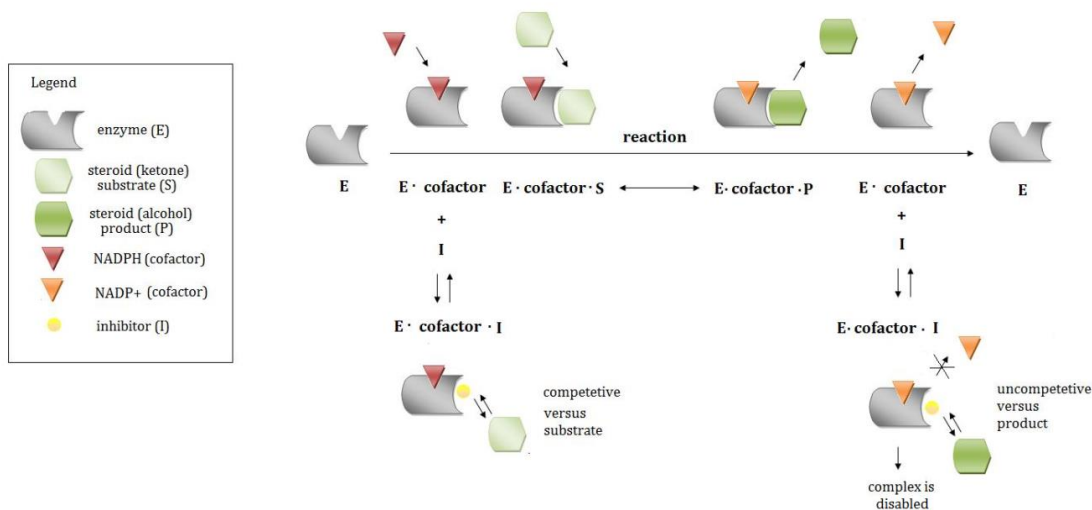 Legend
enzyme (E)
steroid (ketone)
substrate (S)
steroid (alcohol)
product (P)
NADPH (cofactor)
NADP+ (cofactor)
inhibitor (I)
reaction
E
E · cofactor
E · cofactor · S
E · cofactor · P
E · cofactor
E
+
I
+
I
E · cofactor · I
E · cofactor · I
competetive
versus
substrate
uncompetetive
versus
product
complex is
disabled